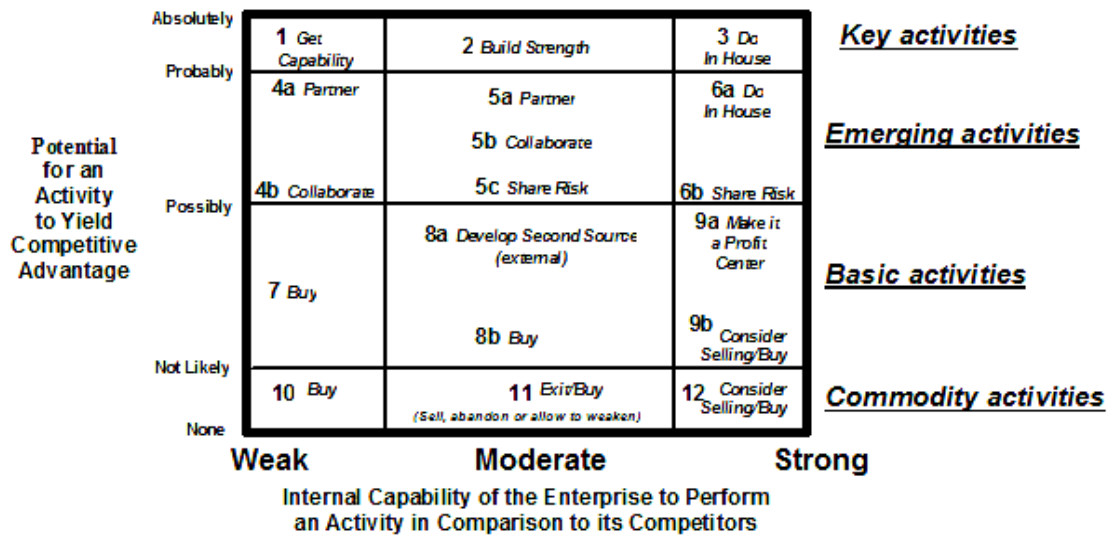 Absolutely
1 Get
Capability
2 Build Strength
3 Do
In House
Key activities
Probably
4a Partner
5a Partner
6a Do
In House
5b Collaborate
Emerging activities
4b Collaborate
5c Share Risk
6b Share Risk
Possibly
Potential
for an
Activity
to Yield
Competitive
Advantage
8a Develop Second Source
(external)
9a Make it
a Profit
Center
7 Buy
Basic activities
8b Buy
9b Consider
Selling/Buy
Not Likely
10 Buy
11 Exit/Buy
(Sell, abandon or allow to weaken)
12 Consider
Selling/Buy
Commodity activities
None
Weak
Moderate
Strong
Internal Capability of the Enterprise to Perform
an Activity in Comparison to its Competitors